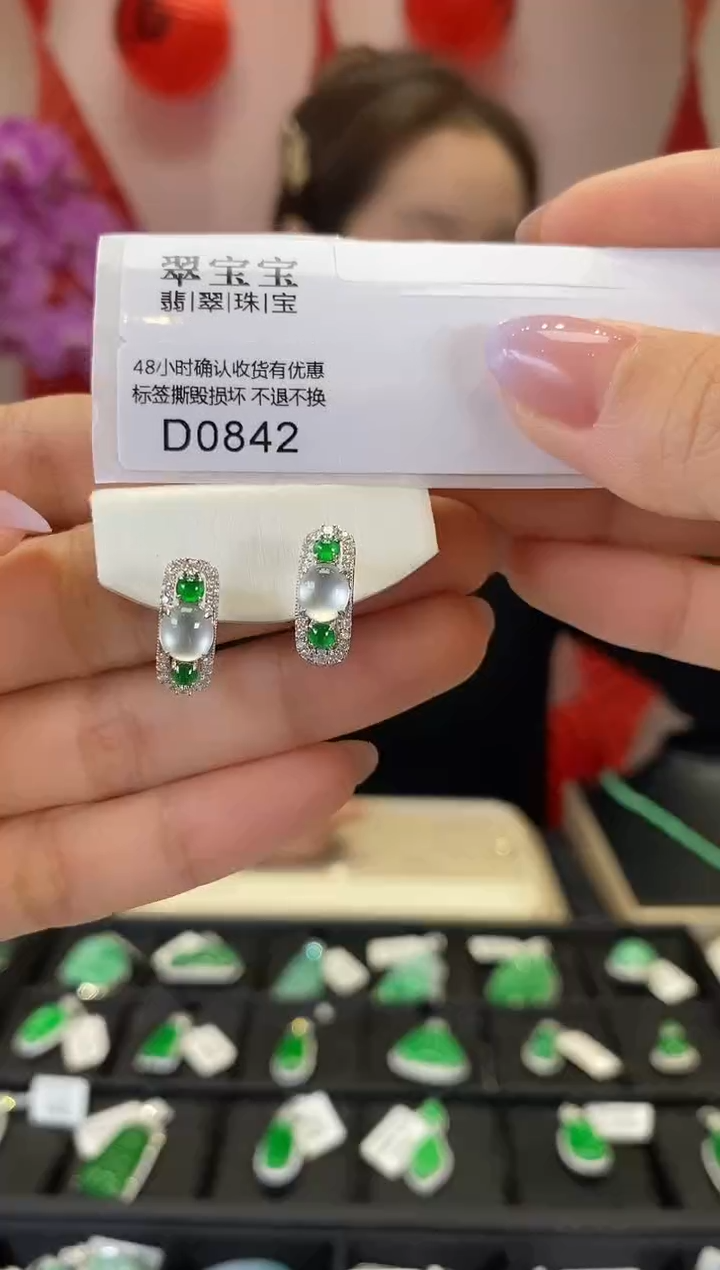 翠宝宝
翡|翠|珠|宝
48小时确认收货有优惠
标签撕毁损坏 不退不换
D0842